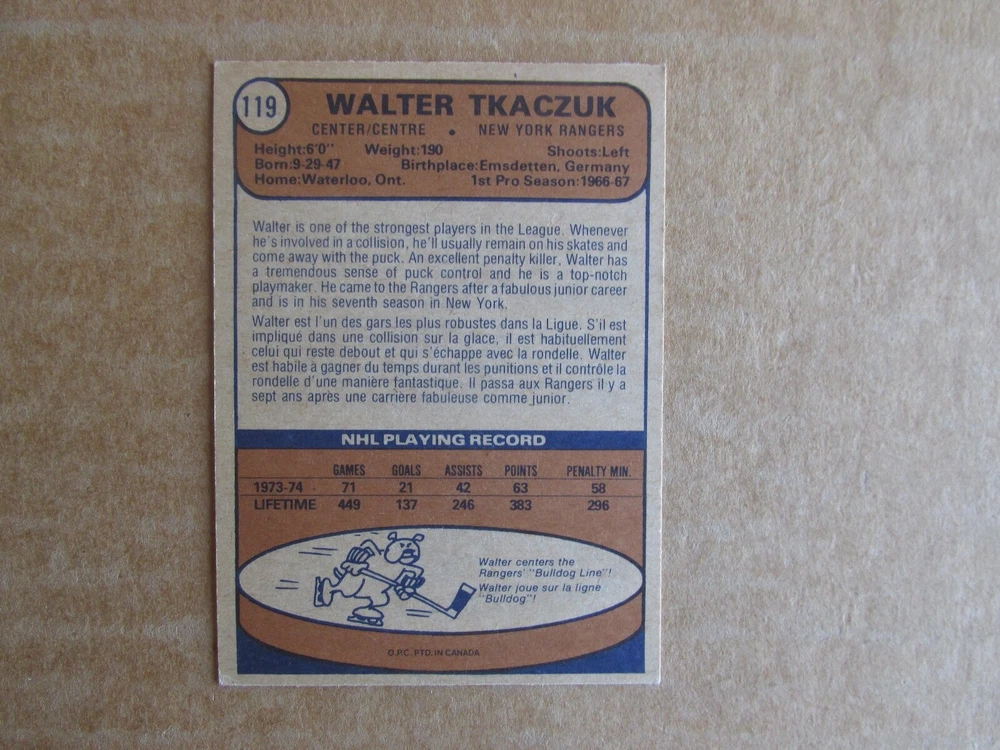 119
WALTER TKACZUK
CENTER/CENTRE • NEW YORK RANGERS
Height:6'0" Weight:190 Shoots:Left
Born:9-29-47 Birthplace:Emsdetten, Germany
Home:Waterloo, Ont. 1st Pro Season:1966-67
Walter is one of the strongest players in the League. Whenever
he's involved in a collision, he'll usually remain on his skates and
come away with the puck. An excellent penalty killer, Walter has
a tremendous sense of puck control and he is a top-notch
playmaker. He came to the Rangers after a fabulous junior career
and is in his seventh season in New York.
Walter est l'un des gars les plus robustes dans la Ligue. S'il est
impliqué dans une collision sur la glace, il est habituellement
celui qui reste debout et qui s'échappe avec la rondelle. Walter
est habile a gagner du temps durant les punitions et il contrôle la
rondelle d'une manière fantastique. Il passa aux Rangers il y a
sept ans après une carrière fabuleuse comme junior.
NHL PLAYING RECORD
GAMES GOALS ASSISTS POINTS PENALTY MIN.
1973-74 71 21 42 63 58
LIFETIME 449 137 246 383 296
Walter centers the
Rangers' "Bulldog Line"!
Walter joue sur la ligne
"Bulldog"!
O.P.C. PTD. IN CANADA